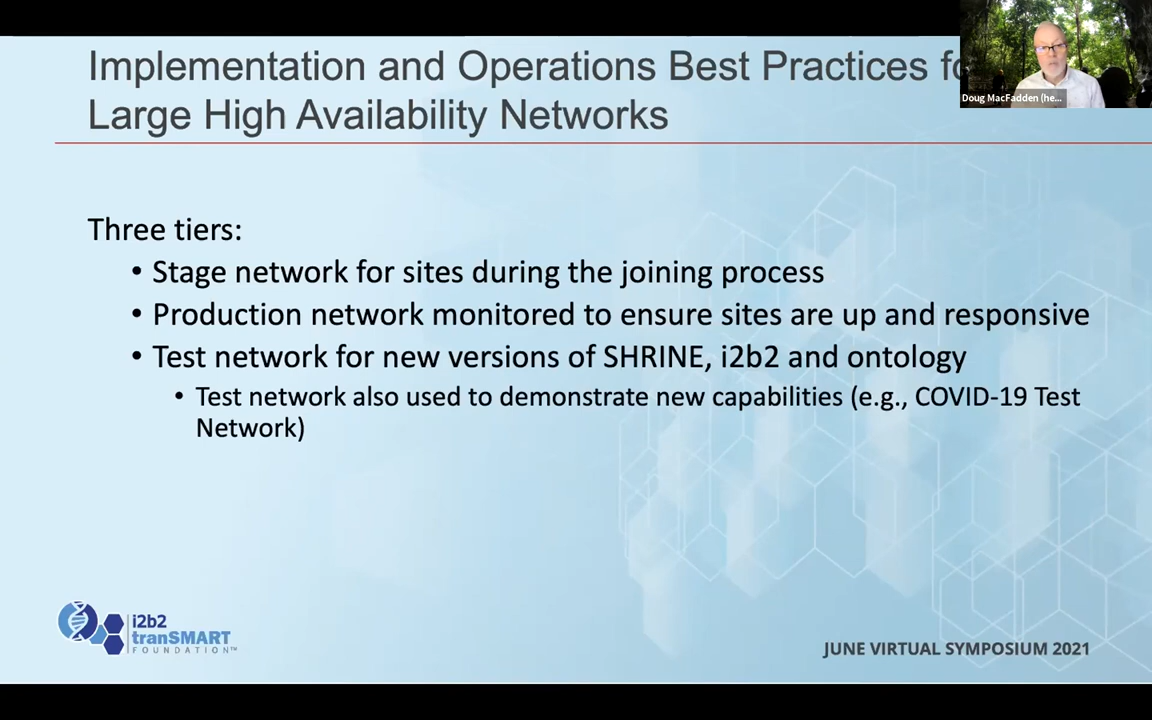 Implementation and Operations Best Practices fo
Large High Availability Networks
Doug MacFadden (he...
Three tiers:
• Stage network for sites during the joining process
• Production network monitored to ensure sites are up and responsive
• Test network for new versions of SHRINE, i2b2 and ontology
• Test network also used to demonstrate new capabilities (e.g., COVID-19 Test
Network)
i2b2
tranSMART
FOUNDATION™
JUNE VIRTUAL SYMPOSIUM 2021